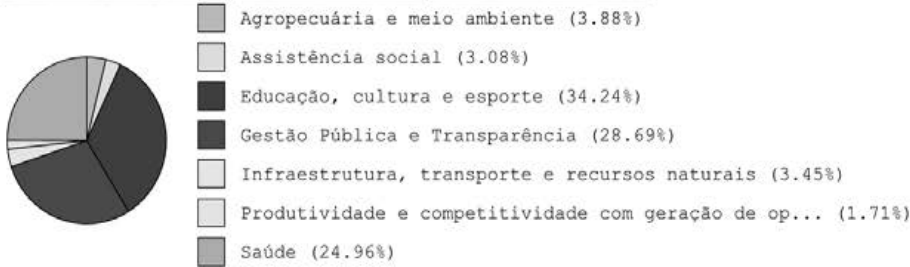 Agropecuária e meio ambiente (3.88%)
Assistência social (3.08%)
Educação, cultura e esporte (34.24%)
Gestão Pública e Transparência (28.69%)
Infraestrutura, transporte e recursos naturais (3.45%)
Produtividade e competitividade com geração de op... (1.71%)
Saúde (24.96%)